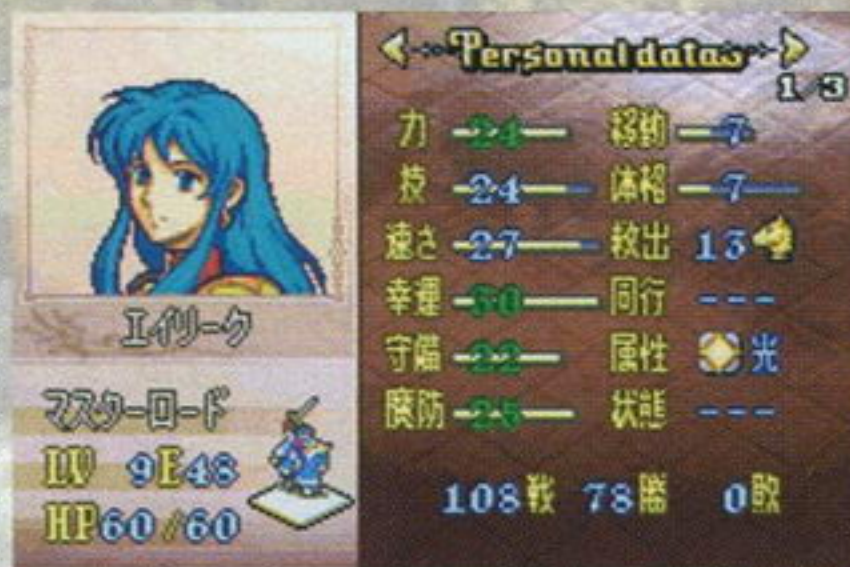 Personal data
1/3
力 24 移動 7
技 24 体格 7
速さ 27 救出 13
幸運 30 同行 ---
守備 22 属性 光
魔防 25 状態 ---
108戦 78勝 0敗
エイリーク
マスターロード
LV 9 E 48
HP 60/60